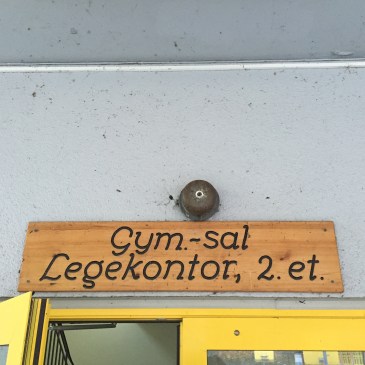 Gym.-sal
Legekontor, 2. et.